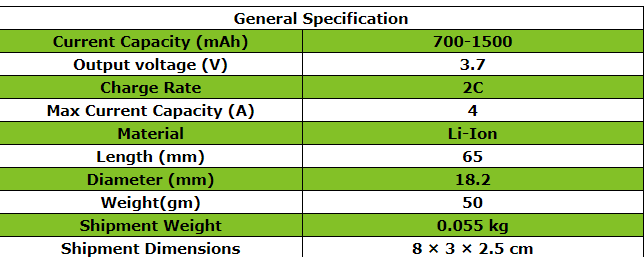 General Specification
Current Capacity (mAh) 700-1500
Output voltage (V) 3.7
Charge Rate 2C
Max Current Capacity (A) 4
Material Li-Ion
Length (mm) 65
Diameter (mm) 18.2
Weight(gm) 50
Shipment Weight 0.055 kg
Shipment Dimensions 8 × 3 × 2.5 cm